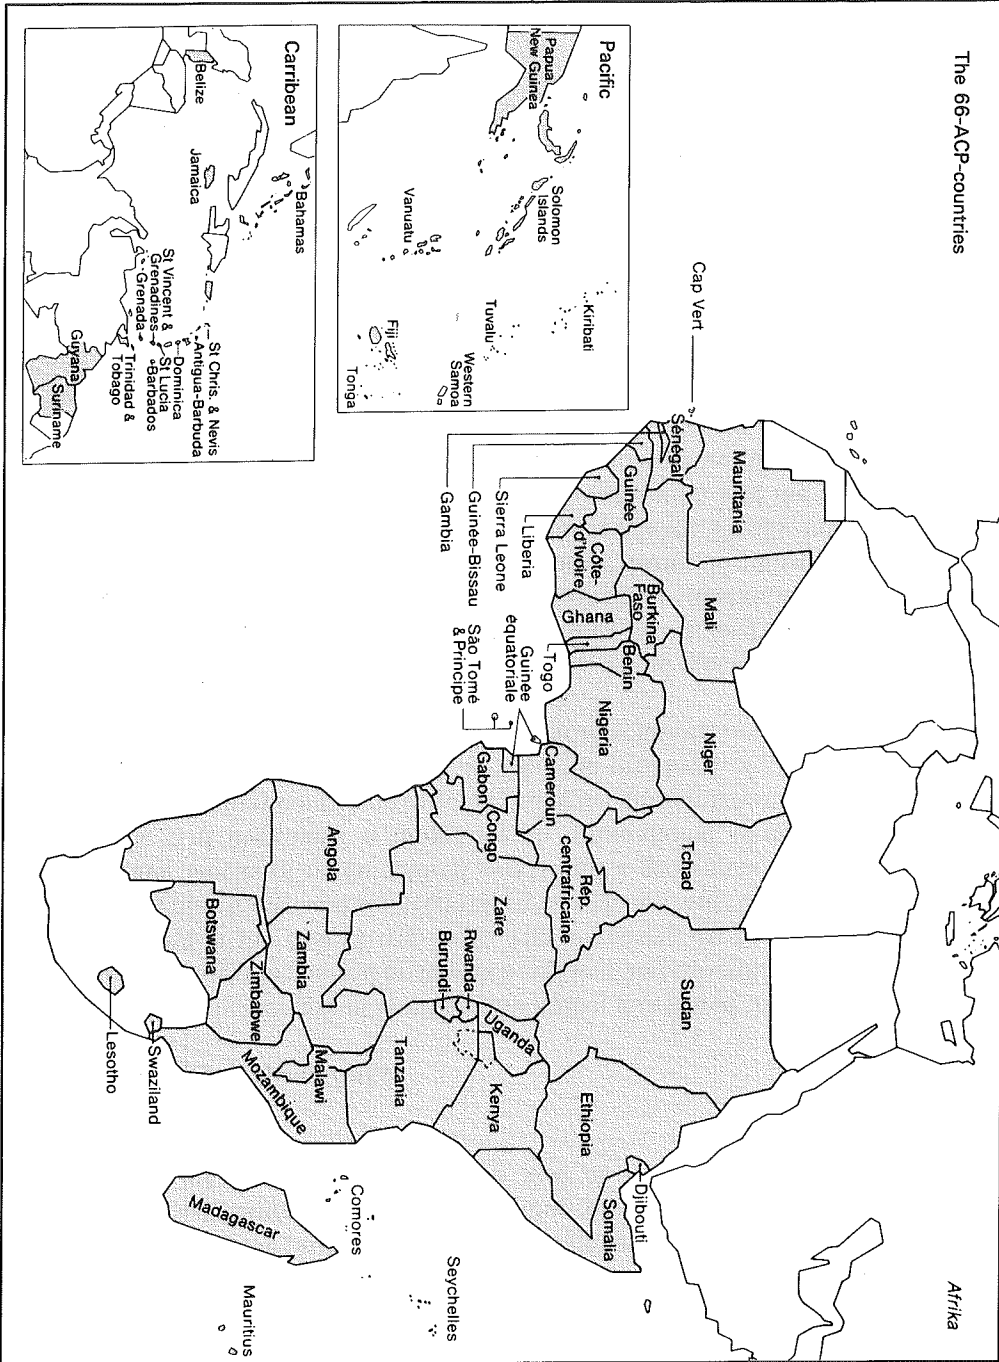 The 66-ACP-countries
Afrika
Pacific
Papua
New Guinea
Solomon
Islands
Kiribati
Vanuatu
Tuvalu
Western
Samoa
Fiji
Tonga
Carribean
Belize
Bahamas
Jamaica
St Chris. & Nevis
Antigua-Barbuda
Dominica
St Lucia
Barbados
St Vincent &
Grenadines
Grenada
Trinidad &
Tobago
Guyana
Suriname
Cap Vert
Mauritania
Mali
Niger
Tchad
Sudan
Sénégal
Guinée
Côte-
d'Ivoire
Burkina
Faso
Ghana
Benin
Togo
Nigeria
Liberia
Sierra Leone
Guinée-Bissau
Gambia
Guinée
équatoriale
São Tomé
& Principe
Cameroun
Rép.
centrafricaine
Gabon
Congo
Zaïre
Rwanda
Burundi
Uganda
Kenya
Ethiopia
Djibouti
Somalia
Tanzania
Angola
Zambia
Malawi
Mozambique
Zimbabwe
Botswana
Swaziland
Lesotho
Madagascar
Comores
Seychelles
Mauritius